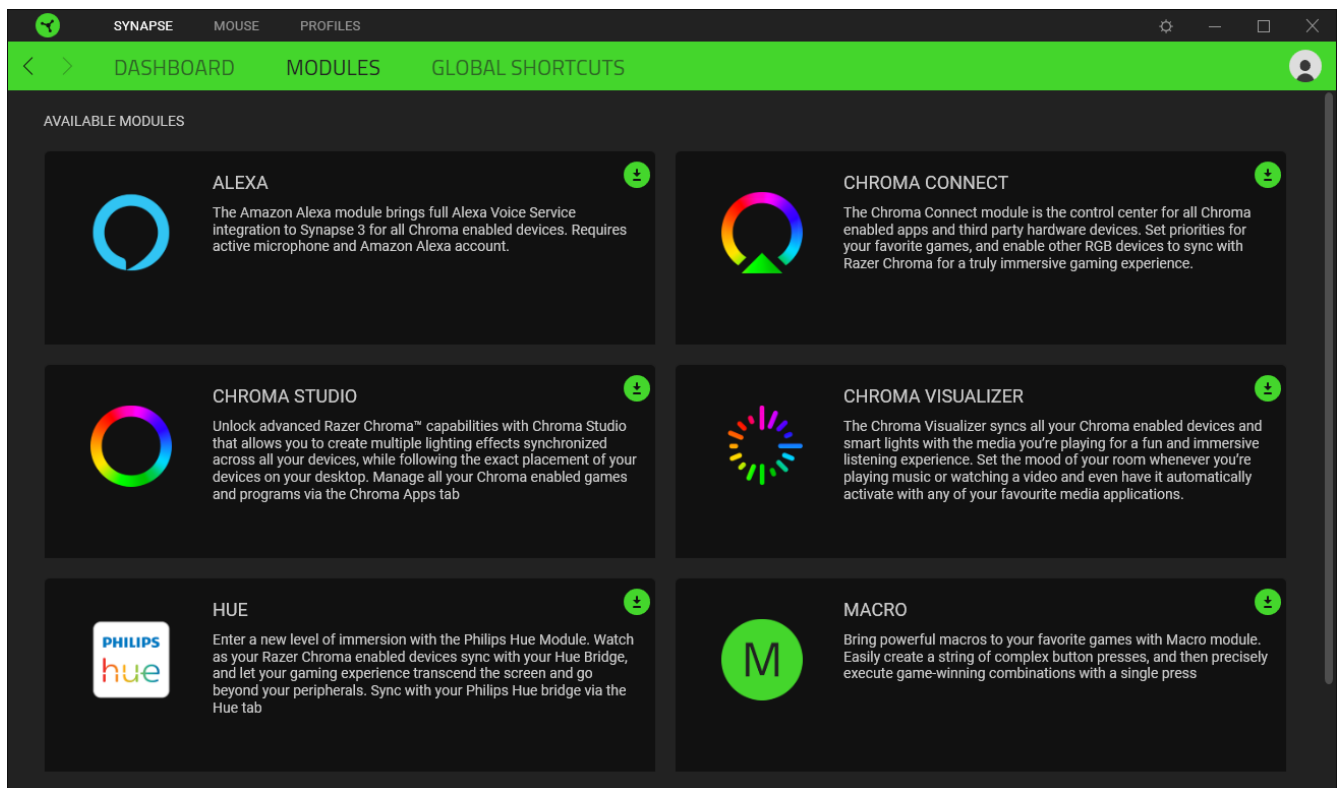 SYNAPSE MOUSE PROFILES
DASHBOARD MODULES GLOBAL SHORTCUTS
AVAILABLE MODULES
ALEXA
The Amazon Alexa module brings full Alexa Voice Service
integration to Synapse 3 for all Chroma enabled devices. Requires
active microphone and Amazon Alexa account.
CHROMA CONNECT
The Chroma Connect module is the control center for all Chroma
enabled apps and third party hardware devices. Set priorities for
your favorite games, and enable other RGB devices to sync with
Razer Chroma for a truly immersive gaming experience.
CHROMA STUDIO
Unlock advanced Razer Chroma™ capabilities with Chroma Studio
that allows you to create multiple lighting effects synchronized
across all your devices, while following the exact placement of your
devices on your desktop. Manage all your Chroma enabled games
and programs via the Chroma Apps tab
CHROMA VISUALIZER
The Chroma Visualizer syncs all your Chroma enabled devices and
smart lights with the media you're playing for a fun and immersive
listening experience. Set the mood of your room whenever you're
playing music or watching a video and even have it automatically
activate with any of your favourite media applications.
PHILIPS
hue
HUE
Enter a new level of immersion with the Philips Hue Module. Watch
as your Razer Chroma enabled devices sync with your Hue Bridge,
and let your gaming experience transcend the screen and go
beyond your peripherals. Sync with your Philips Hue bridge via the
Hue tab
M
MACRO
Bring powerful macros to your favorite games with Macro module.
Easily create a string of complex button presses, and then precisely
execute game-winning combinations with a single press